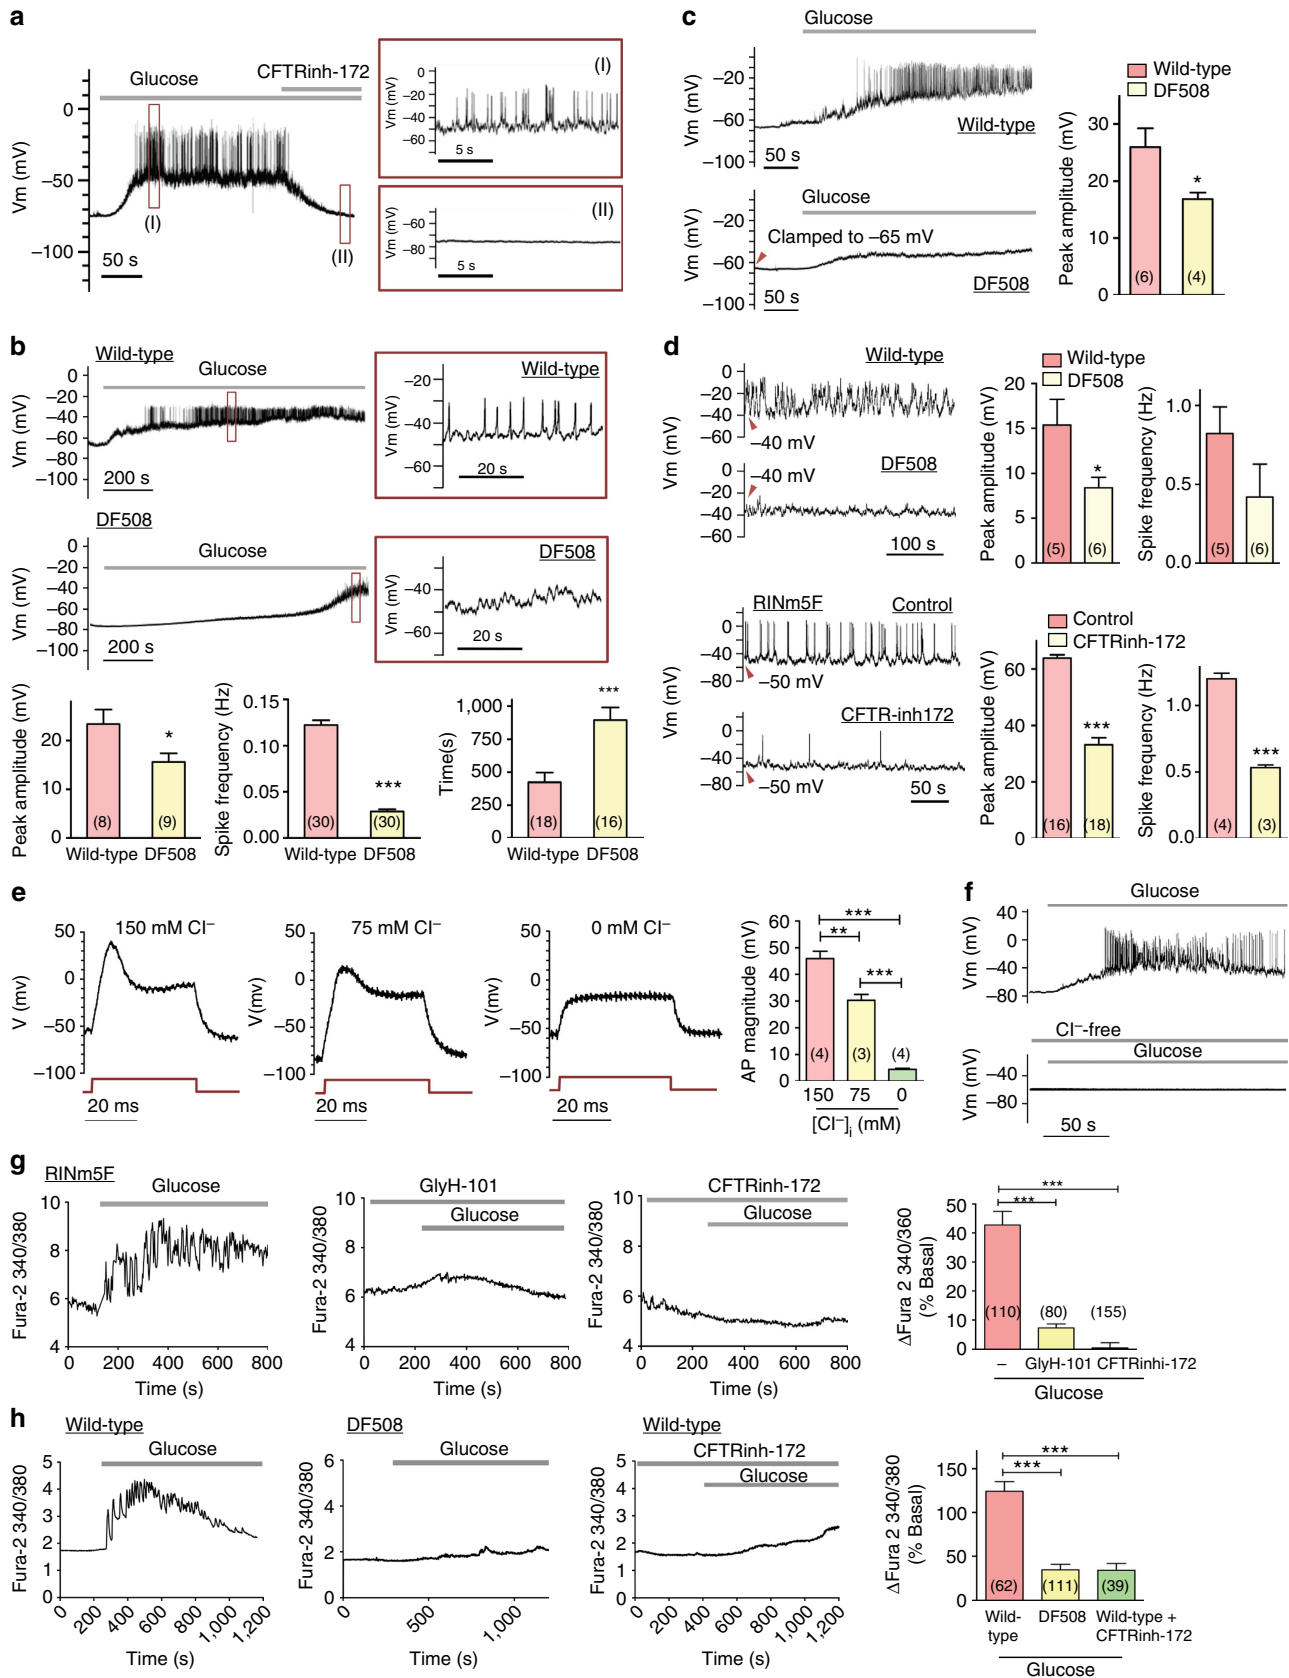 a
Glucose
CFTRinh-172
Vm (mV)
0
−50
−100
50 s
(I)
(II)
(I)
Vm (mV)
0
−20
−40
−60
5 s
(II)
Vm (mV)
−60
−80
5 s
b
Wild-type
Glucose
Vm (mV)
0
−20
−40
−60
−80
−100
200 s
Wild-type
Vm (mV)
−20
−40
−60
20 s
DF508
Glucose
Vm (mV)
0
−20
−40
−60
−80
−100
200 s
DF508
Vm (mV)
−40
−60
20 s
Peak amplitude (mV)
20
10
0
*
(8)
(9)
Wild-type DF508
Spike frequency (Hz)
0.15
0.10
0.05
0.00
***
(30)
(30)
Wild-type DF508
Time(s)
1,000
750
500
250
0
***
(18)
(16)
Wild-type DF508
c
Glucose
Vm (mV)
−20
−60
−100
50 s
Wild-type
Glucose
Vm (mV)
−20
−60
−100
Clamped to −65 mV
50 s
DF508
Wild-type
DF508
Peak amplitude (mV)
30
20
10
0
*
(6)
(4)
d
Wild-type
0
−20
−40
−60
−40 mV
Vm (mV)
DF508
0
−20
−40
−60
−40 mV
100 s
Wild-type
DF508
Peak amplitude (mV)
20
15
10
5
0
*
(5)
(6)
Spike frequency (Hz)
1.0
0.5
0.0
(5)
(6)
RINm5F
Control
0
−40
−80
−50 mV
Vm (mV)
CFTR-inh172
0
−40
−80
−50 mV
50 s
Control
CFTRinh-172
Peak amplitude (mV)
60
40
20
0
***
(16)
(18)
Spike frequency (Hz)
1.0
0.5
0.0
***
(4)
(3)
e
150 mM Cl−
V (mv)
50
0
−50
−100
20 ms
75 mM Cl−
V(mv)
50
0
−50
−100
20 ms
0 mM Cl−
V(mv)
50
0
−50
−100
20 ms
AP magnitude (mV)
60
50
40
30
20
10
0
***
**
***
(4)
(3)
(4)
150 75 0
[Cl−]i (mM)
f
Glucose
Vm (mV)
40
0
−40
−80
Cl−-free
Glucose
Vm (mV)
−40
−80
50 s
g
RINm5F
Glucose
Fura-2 340/380
10
8
6
4
0 200 400 600 800
Time (s)
GlyH-101
Glucose
Fura-2 340/380
10
8
6
4
0 200 400 600 800
Time (s)
CFTRinh-172
Glucose
Fura-2 340/380
10
8
6
4
0 200 400 600 800
Time (s)
ΔFura 2 340/360
(% Basal)
50
40
30
20
10
0
***
***
(110)
(80)
(155)
– GlyH-101 CFTRinhi-172
Glucose
h
Wild-type
Glucose
Fura-2 340/380
5
4
3
2
1
0
0 200 400 600 800 1,000 1,200
Time (s)
DF508
Glucose
Fura-2 340/380
6
5
4
3
2
1
0
0 500 1,000
Time (s)
Wild-type
CFTRinh-172
Glucose
Fura-2 340/380
5
4
3
2
1
0
0 200 400 600 800 1,000 1,200
Time (s)
ΔFura 2 340/380
(% Basal)
150
100
50
0
***
***
(62)
(111)
(39)
Wild-
type
DF508
Wild-type +
CFTRinh-172
Glucose